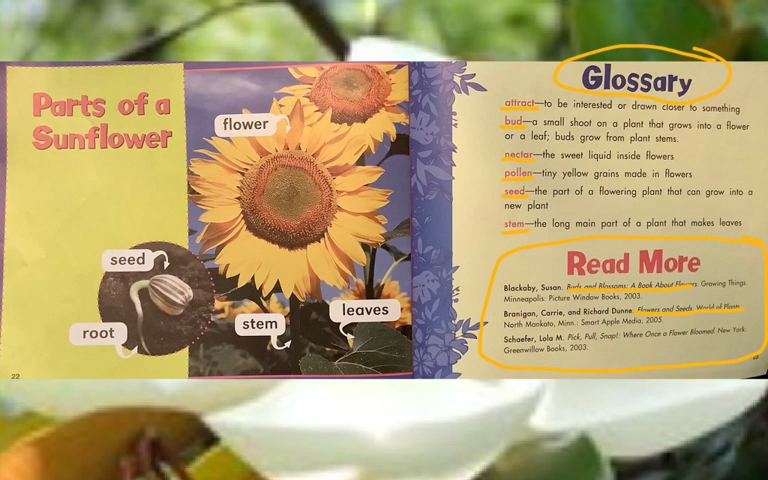 Parts of a
Sunflower
flower
seed
root
stem
leaves
22
Glossary
attract—to be interested or drawn closer to something
bud—a small shoot on a plant that grows into a flower
or a leaf; buds grow from plant stems.
nectar—the sweet liquid inside flowers
pollen—tiny yellow grains made in flowers
seed—the part of a flowering plant that can grow into a
new plant
stem—the long main part of a plant that makes leaves
Read More
Blackaby, Susan. Buds and Blossoms: A Book About Flowers. Growing Things.
Minneapolis: Picture Window Books, 2003.
Branigan, Carrie, and Richard Dunne. Flowers and Seeds. World of Plants.
North Mankato, Minn.: Smart Apple Media, 2005.
Schaefer, Lola M. Pick, Pull, Snap!: Where Once a Flower Bloomed. New York:
Greenwillow Books, 2003.